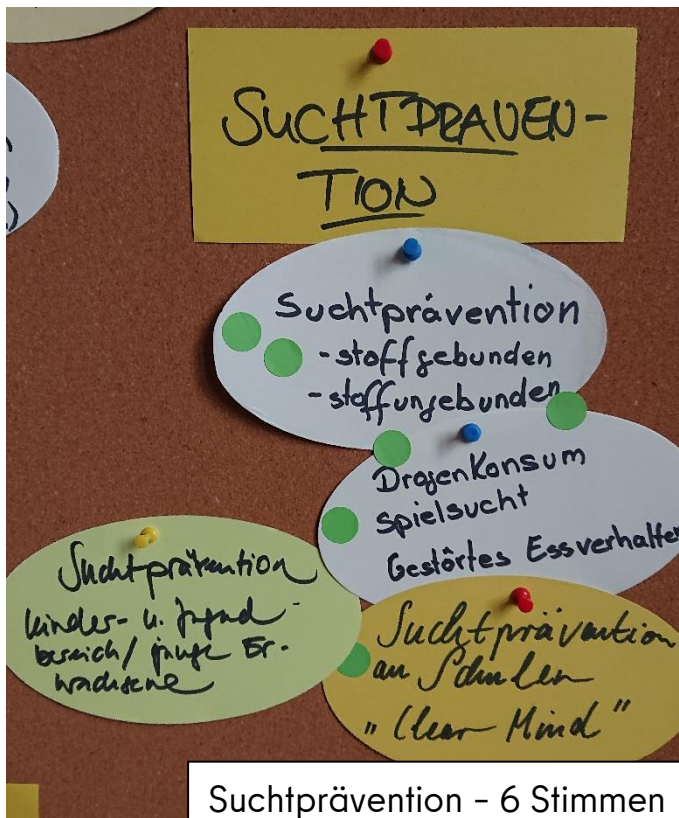 SUCHTPRÄVEN-
TION
Suchtprävention
-stoffgebunden
-stoffungebunden
Drogenkonsum
Spielsucht
Gestörtes Essverhalten
Suchtprävention
Kinder- u. Jugend-
bereich/ junge Er-
wachsene
Suchtprävention
an Schulen
"Clear Mind"
Suchtprävention – 6 Stimmen